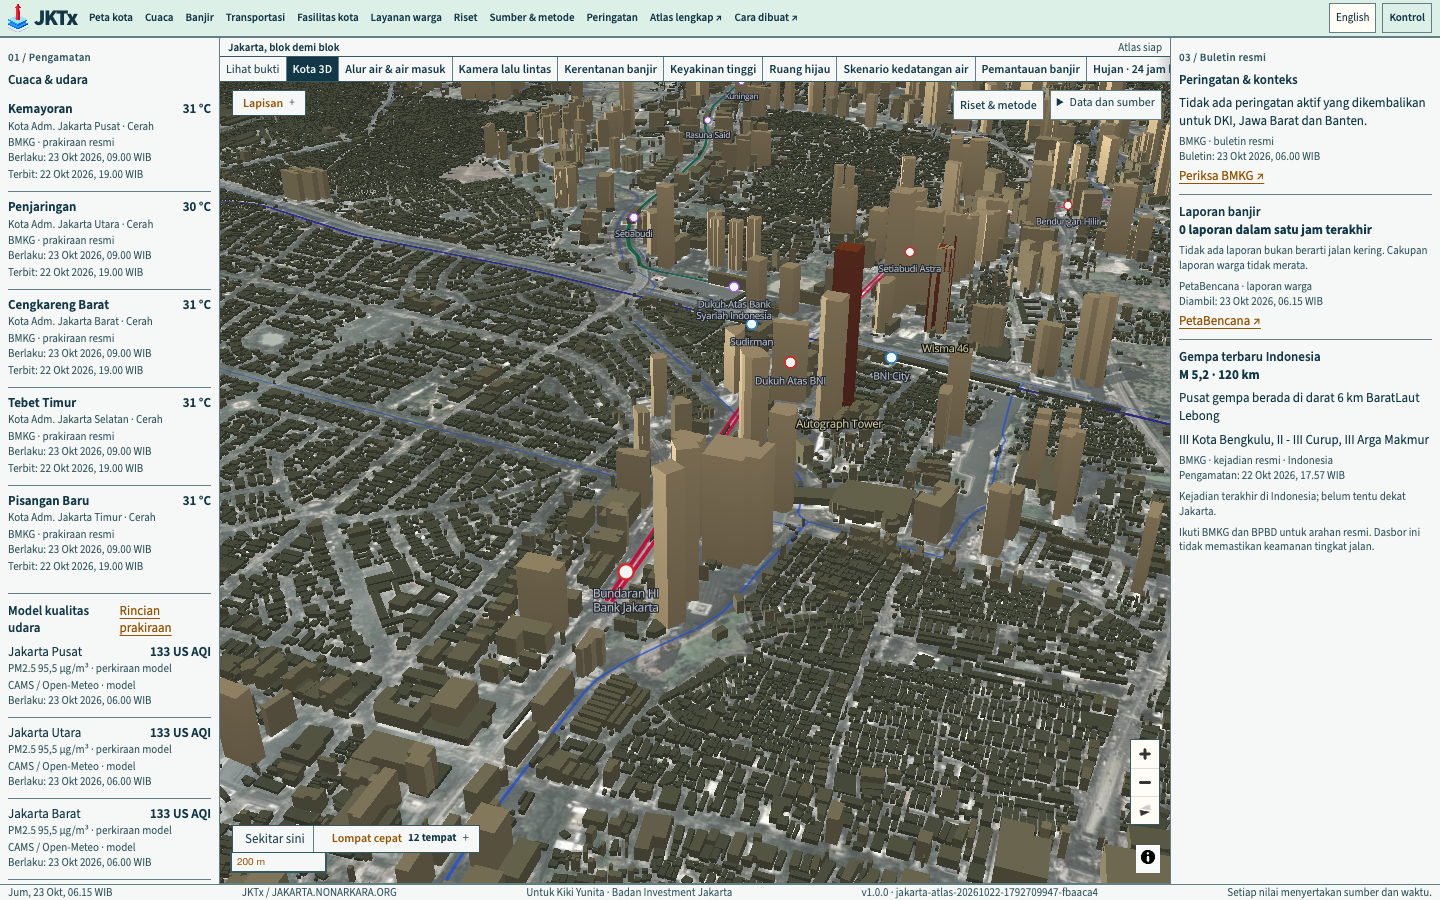 JKTx
Peta kota
Cuaca
Banjir
Transportasi
Fasilitas kota
Layanan warga
Riset
Sumber & metode
Peringatan
Atlas lengkap ↗
Cara dibuat ↗
English
Kontrol
01 / Pengamatan
Cuaca & udara
Kemayoran 31 °C
Kota Adm. Jakarta Pusat · Cerah
BMKG · prakiraan resmi
Berlaku: 23 Okt 2026, 09.00 WIB
Terbit: 22 Okt 2026, 19.00 WIB
Penjaringan 30 °C
Kota Adm. Jakarta Utara · Cerah
BMKG · prakiraan resmi
Berlaku: 23 Okt 2026, 09.00 WIB
Terbit: 22 Okt 2026, 19.00 WIB
Cengkareng Barat 31 °C
Kota Adm. Jakarta Barat · Cerah
BMKG · prakiraan resmi
Berlaku: 23 Okt 2026, 09.00 WIB
Terbit: 22 Okt 2026, 19.00 WIB
Tebet Timur 31 °C
Kota Adm. Jakarta Selatan · Cerah
BMKG · prakiraan resmi
Berlaku: 23 Okt 2026, 09.00 WIB
Terbit: 22 Okt 2026, 19.00 WIB
Pisangan Baru 31 °C
Kota Adm. Jakarta Timur · Cerah
BMKG · prakiraan resmi
Berlaku: 23 Okt 2026, 09.00 WIB
Terbit: 22 Okt 2026, 19.00 WIB
Model kualitas udara
Rincian prakiraan
Jakarta Pusat 133 US AQI
PM2.5 95,5 µg/m³ · perkiraan model
CAMS / Open-Meteo · model
Berlaku: 23 Okt 2026, 06.00 WIB
Jakarta Utara 133 US AQI
PM2.5 95,5 µg/m³ · perkiraan model
CAMS / Open-Meteo · model
Berlaku: 23 Okt 2026, 06.00 WIB
Jakarta Barat 133 US AQI
PM2.5 95,5 µg/m³ · perkiraan model
CAMS / Open-Meteo · model
Berlaku: 23 Okt 2026, 06.00 WIB
Jakarta, blok demi blok
Atlas siap
Lihat bukti
Kota 3D
Alur air & air masuk
Kamera lalu lintas
Kerentanan banjir
Keyakinan tinggi
Ruang hijau
Skenario kedatangan air
Pemantauan banjir
Hujan · 24 jam
Lapisan +
Riset & metode
▶ Data dan sumber
Kuningan
Rasuna Said
Setiabudi
Bendungan Hilir
Setiabudi Astra
Dukuh Atas Bank
Syariah Indonesia
Sudirman
Wisma 46
Dukuh Atas BNI
BNI City
Autograph Tower
Bundaran HI
Bank Jakarta
Sekitar sini
Lompat cepat 12 tempat +
200 m
03 / Buletin resmi
Peringatan & konteks
Tidak ada peringatan aktif yang dikembalikan
untuk DKI, Jawa Barat dan Banten.
BMKG · buletin resmi
Buletin: 23 Okt 2026, 06.00 WIB
Periksa BMKG ↗
Laporan banjir
0 laporan dalam satu jam terakhir
Tidak ada laporan bukan berarti jalan kering. Cakupan
laporan warga tidak merata.
PetaBencana · laporan warga
Diambil: 23 Okt 2026, 06.15 WIB
PetaBencana ↗
Gempa terbaru Indonesia
M 5,2 · 120 km
Pusat gempa berada di darat 6 km BaratLaut
Lebong
III Kota Bengkulu, II - III Curup, III Arga Makmur
BMKG · kejadian resmi · Indonesia
Pengamatan: 22 Okt 2026, 17.57 WIB
Kejadian terakhir di Indonesia; belum tentu dekat
Jakarta.
Ikuti BMKG dan BPBD untuk arahan resmi. Dasbor ini
tidak memastikan keamanan tingkat jalan.
Jum, 23 Okt, 06.15 WIB
JKTx / JAKARTA.NONARKARA.ORG
Untuk Kiki Yunita · Badan Investment Jakarta
v1.0.0 · jakarta-atlas-20261022-1792709947-fbaaca4
Setiap nilai menyertakan sumber dan waktu.